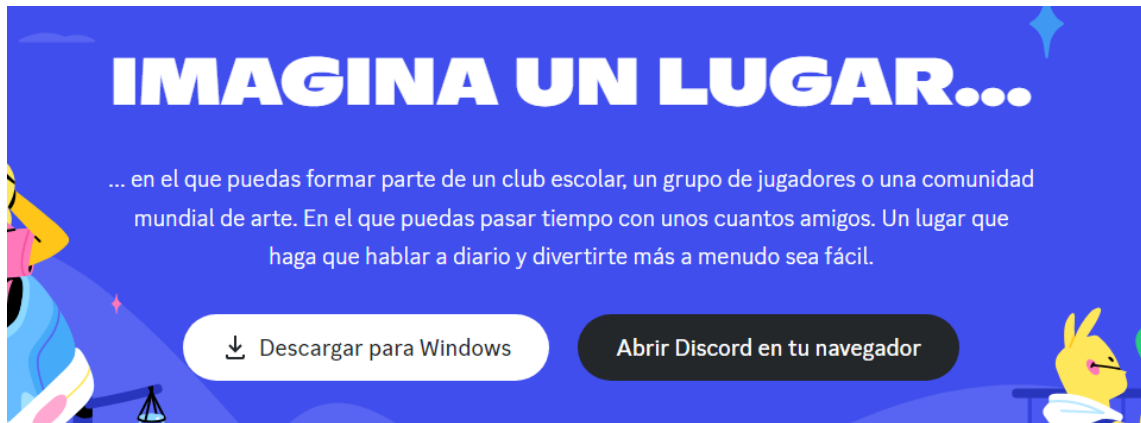 IMAGINA UN LUGAR...
... en el que puedas formar parte de un club escolar, un grupo de jugadores o una comunidad
mundial de arte. En el que puedas pasar tiempo con unos cuantos amigos. Un lugar que
haga que hablar a diario y divertirte más a menudo sea fácil.
Descargar para Windows
Abrir Discord en tu navegador